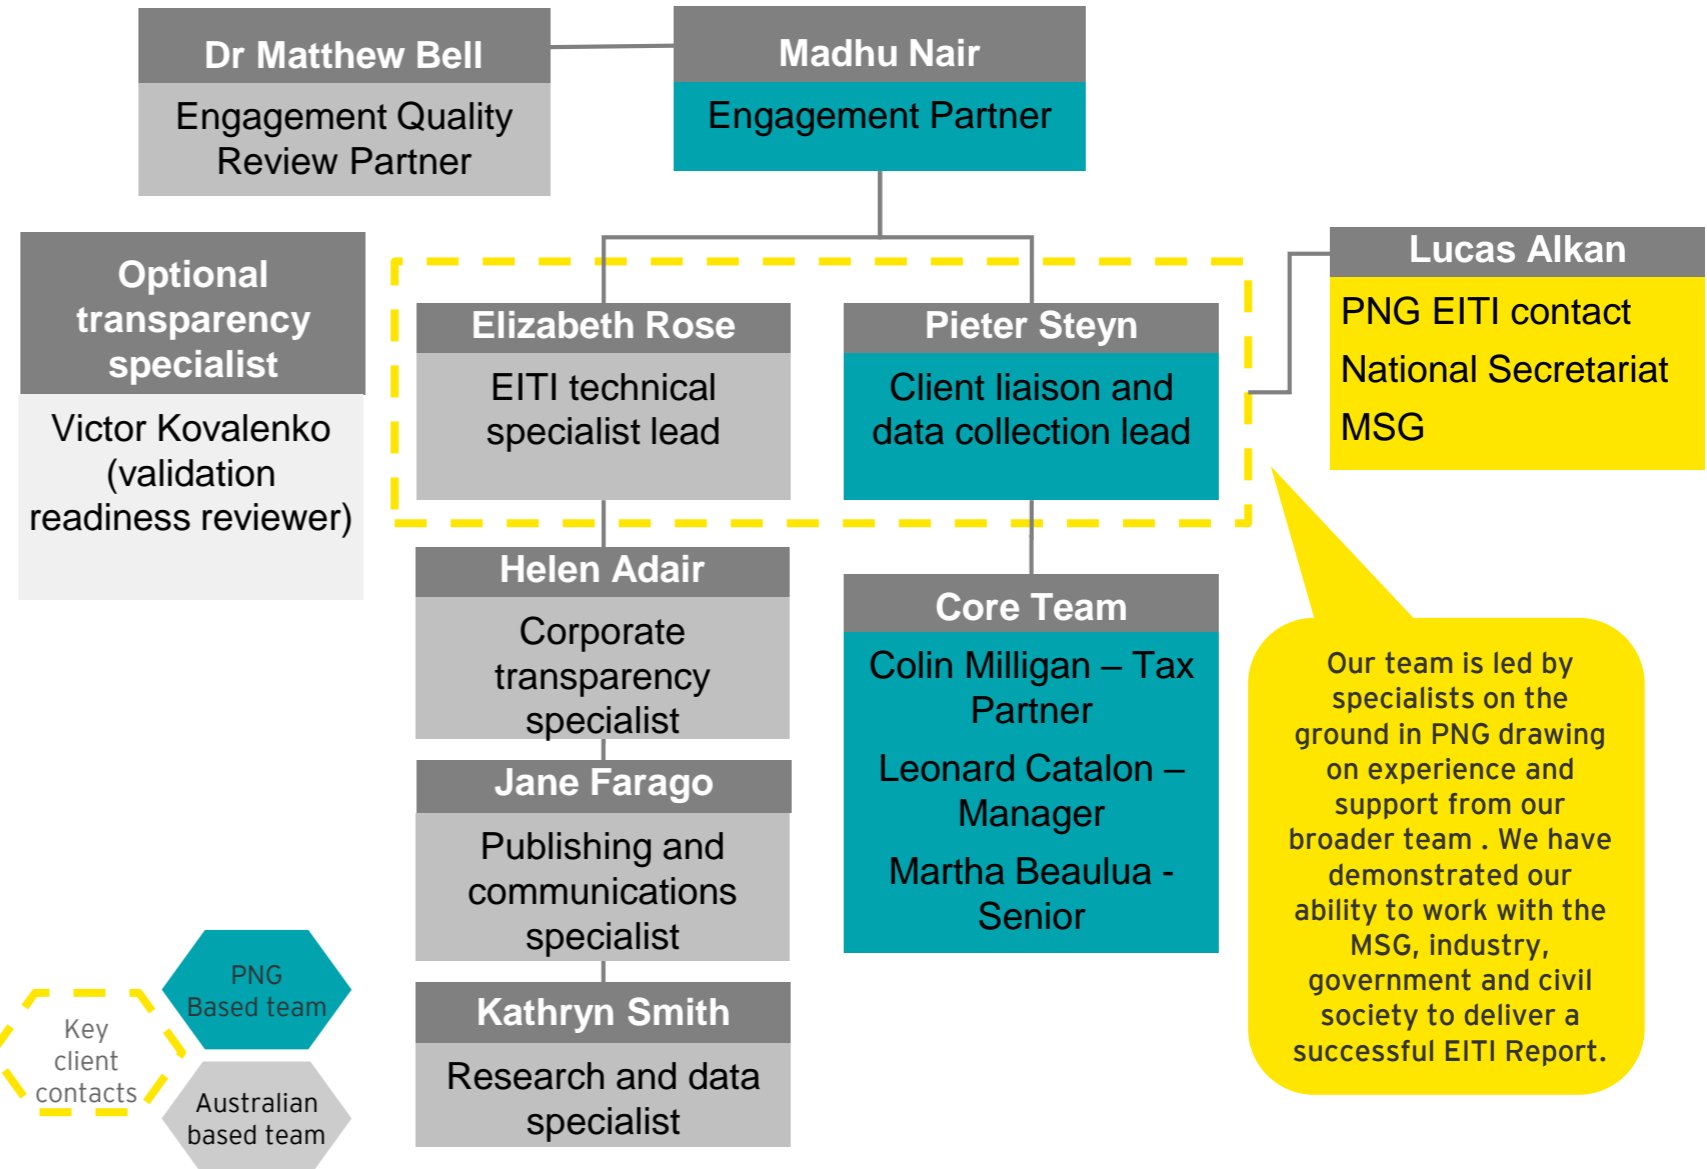 Dr Matthew Bell
Engagement Quality
Review Partner
Madhu Nair
Engagement Partner
Optional
transparency
specialist
Victor Kovalenko
(validation
readiness reviewer)
Elizabeth Rose
EITI technical
specialist lead
Pieter Steyn
Client liaison and
data collection lead
Lucas Alkan
PNG EITI contact
National Secretariat
MSG
Helen Adair
Corporate
transparency
specialist
Jane Farago
Publishing and
communications
specialist
Kathryn Smith
Research and data
specialist
Core Team
Colin Milligan – Tax
Partner
Leonard Catalon –
Manager
Martha Beaulua -
Senior
Our team is led by
specialists on the
ground in PNG drawing
on experience and
support from our
broader team . We have
demonstrated our
ability to work with the
MSG, industry,
government and civil
society to deliver a
successful EITI Report.
Key
client
contacts
PNG
Based team
Australian
based team